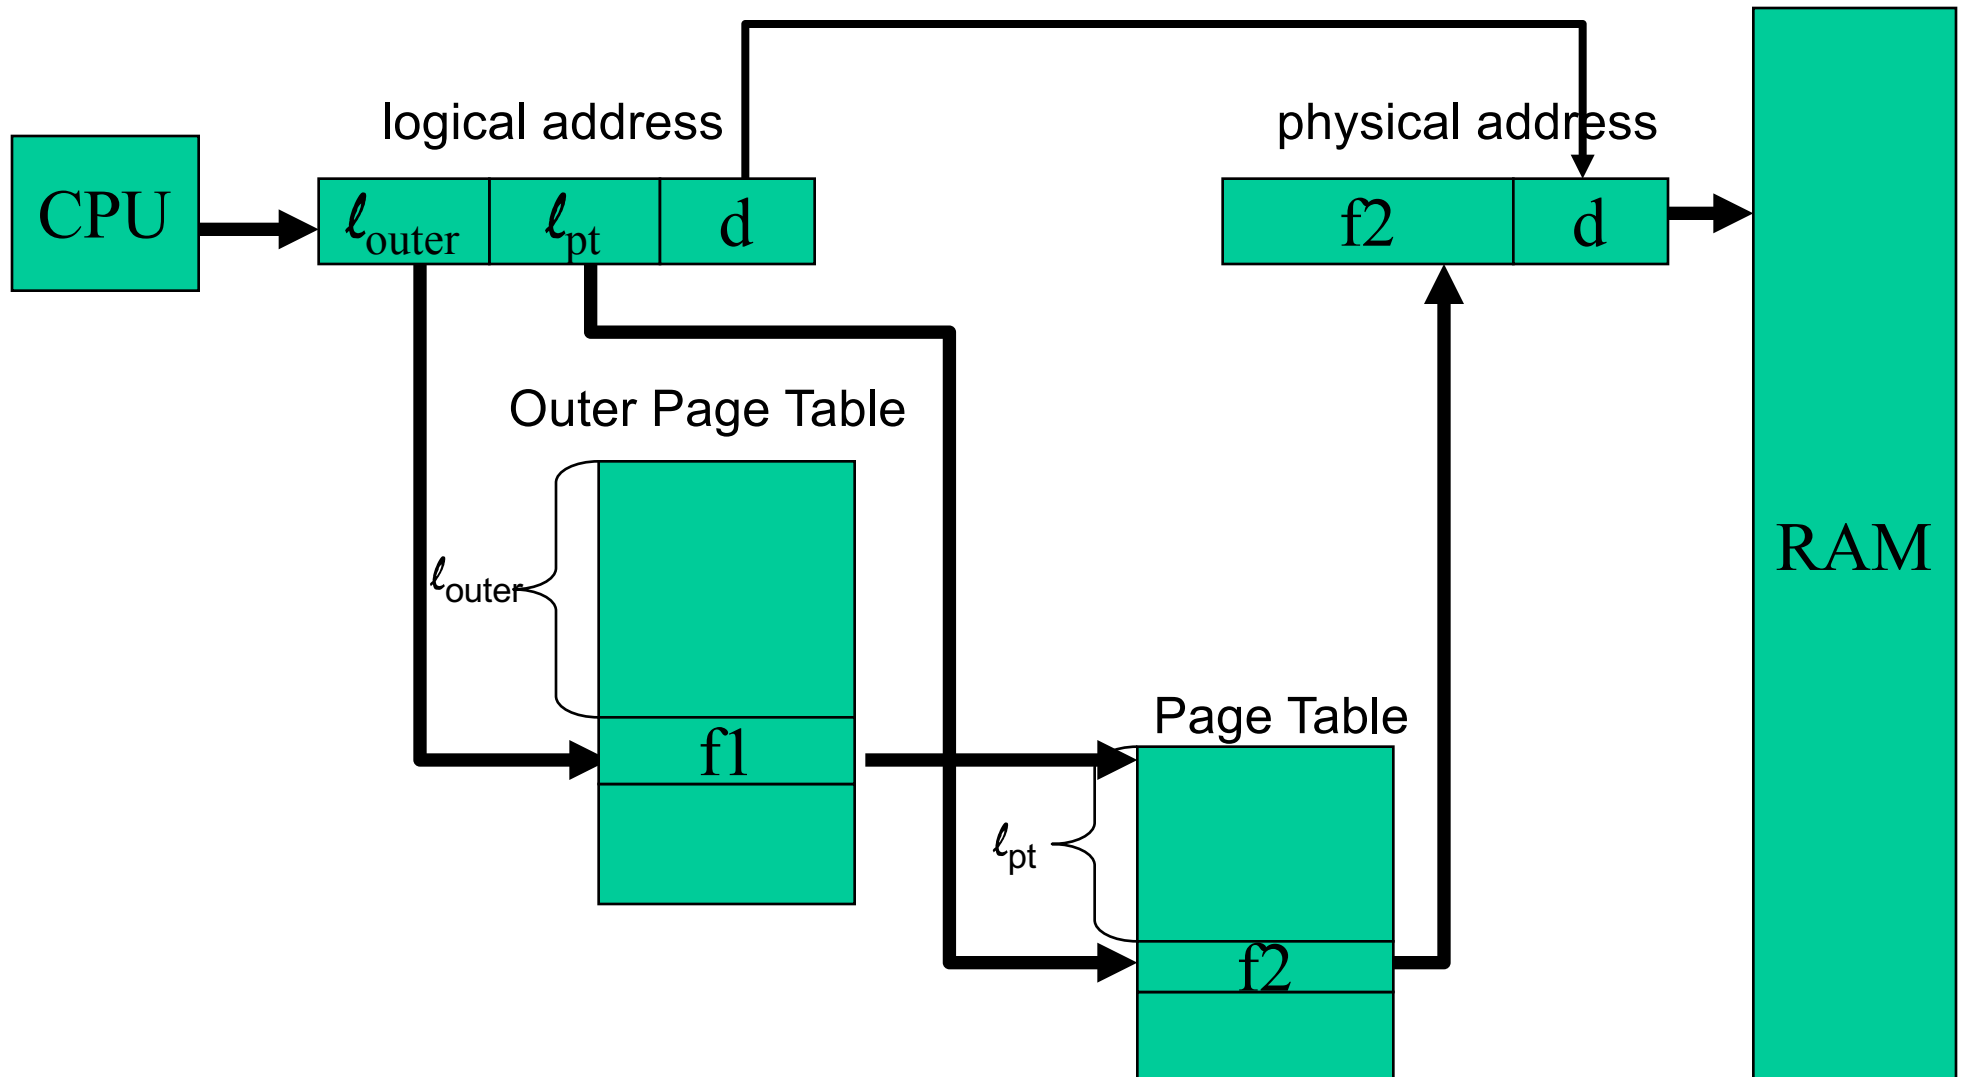 logical address
physical address
CPU
ℓouter ℓpt d
f2 d
Outer Page Table
ℓouter
f1
RAM
Page Table
ℓpt
f2